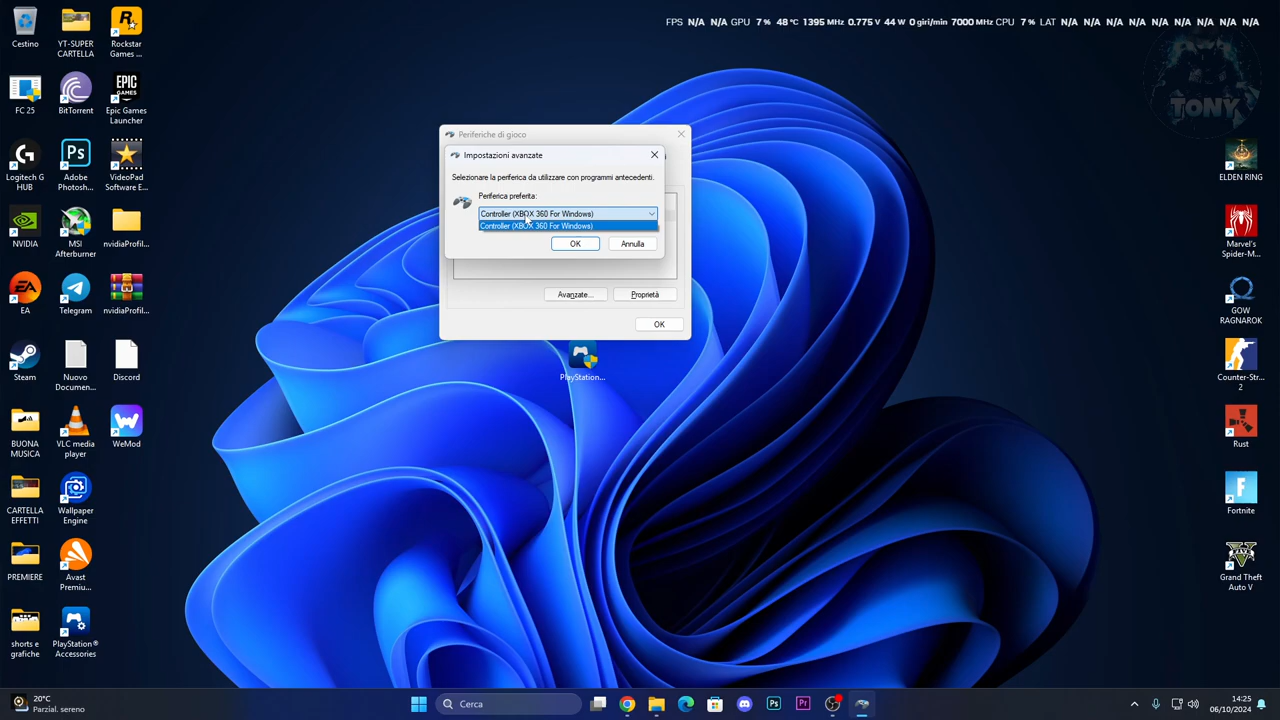 FPS N/A N/A GPU 7 % 48 °C 1395 MHz 0.775 V 44 W 0 giri/min 7000 MHz CPU 7 % LAT N/A N/A N/A N/A N/A N/A N/A N/A
Cestino
YT-SUPER CARTELLA
Rockstar Games ...
FC 25
BitTorrent
Epic Games Launcher
Logitech G HUB
Adobe Photosh...
VideoPad Software E...
NVIDIA
MSI Afterburner
nvidiaProfil...
EA
Telegram
nvidiaProfil...
Steam
Nuovo Documen...
Discord
BUONA MUSICA
VLC media player
WeMod
CARTELLA EFFETTI
Wallpaper Engine
PREMIERE
Avast Premiu...
shorts e grafiche
PlayStation® Accessories
Periferiche di gioco
Impostazioni avanzate
Selezionare la periferica da utilizzare con programmi antecedenti.
Periferica preferita:
Controller (XBOX 360 For Windows)
Controller (XBOX 360 For Windows)
OK
Annulla
Avanzate...
Proprietà
OK
PlayStation...
TONY
ELDEN RING
Marvel's Spider-M...
GOW RAGNAROK
Counter-Str... 2
Rust
Fortnite
Grand Theft Auto V
20°C
Parzial. sereno
Cerca
14:25
06/10/2024